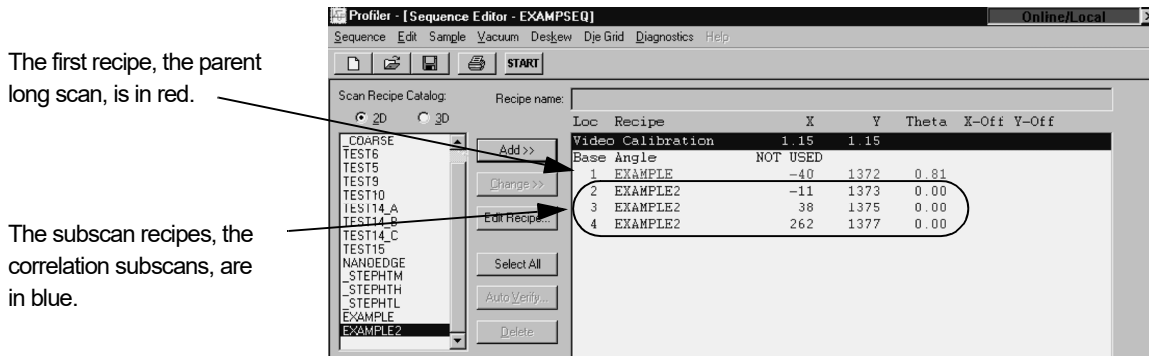 Profiler - [Sequence Editor - EXAMPSEQ]
Online/Local
Sequence Edit Sample Vacuum Deskew Dje Grid Diagnostics Help
START
The first recipe, the parent
long scan, is in red.
Scan Recipe Catalog:
2D 3D
_COARSE
TEST6
TEST5
TEST9
TEST10
TEST14_A
TEST14_B
TEST14_C
TEST15
NANOEDGE
_STEPHTM
_STEPHTH
_STEPHTL
EXAMPLE
EXAMPLE2
Add >>
Change >>
Edit Recipe...
Select All
Auto Verify...
Delete
Recipe name:
Loc Recipe X Y Theta X-Off Y-Off
Video Calibration 1.15 1.15
Base Angle NOT USED
1 EXAMPLE -40 1372 0.81
2 EXAMPLE2 -11 1373 0.00
3 EXAMPLE2 38 1375 0.00
4 EXAMPLE2 262 1377 0.00
The subscan recipes, the
correlation subscans, are
in blue.